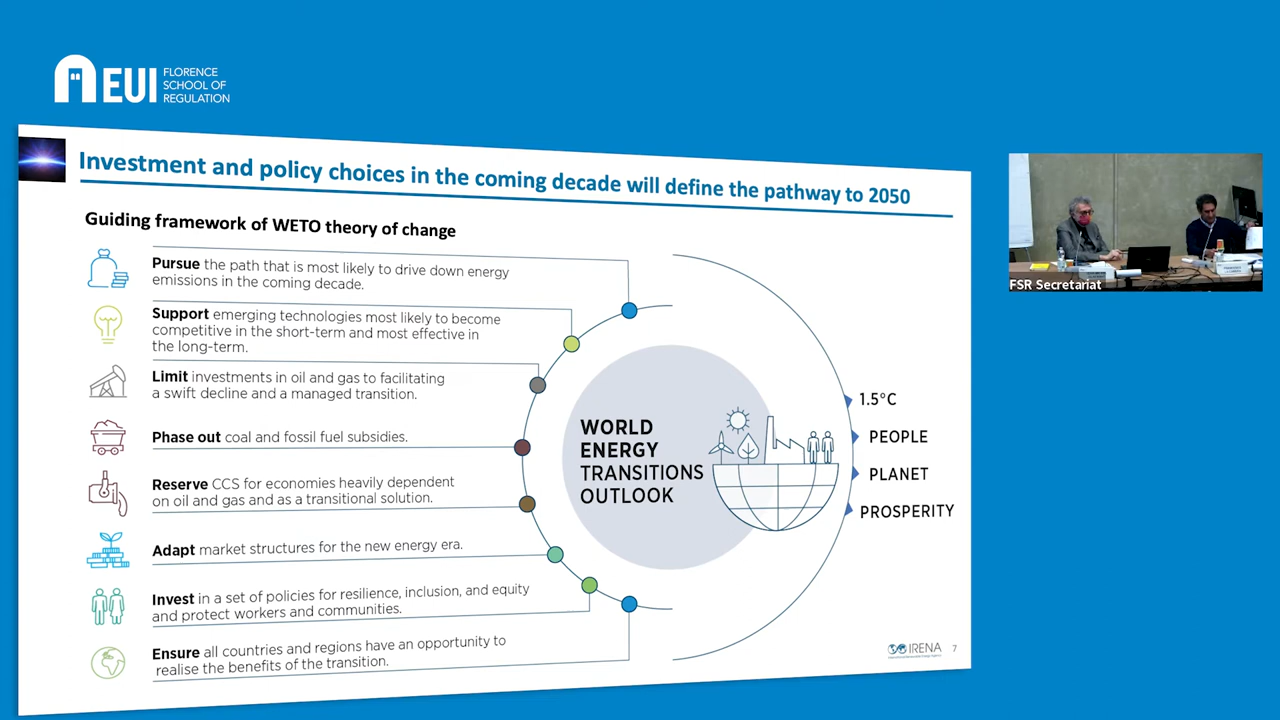 EUI
FLORENCE
SCHOOL OF
REGULATION
Investment and policy choices in the coming decade will define the pathway to 2050
Guiding framework of WETO theory of change
Pursue the path that is most likely to drive down energy
emissions in the coming decade.
Support emerging technologies most likely to become
competitive in the short-term and most effective in
the long-term.
Limit investments in oil and gas to facilitating
a swift decline and a managed transition.
Phase out coal and fossil fuel subsidies.
Reserve CCS for economies heavily dependent
on oil and gas and as a transitional solution.
Adapt market structures for the new energy era.
Invest in a set of policies for resilience, inclusion, and equity
and protect workers and communities.
Ensure all countries and regions have an opportunity to
realise the benefits of the transition.
WORLD
ENERGY
TRANSITIONS
OUTLOOK
1.5°C
PEOPLE
PLANET
PROSPERITY
IRENA
7
FSR Secretariat